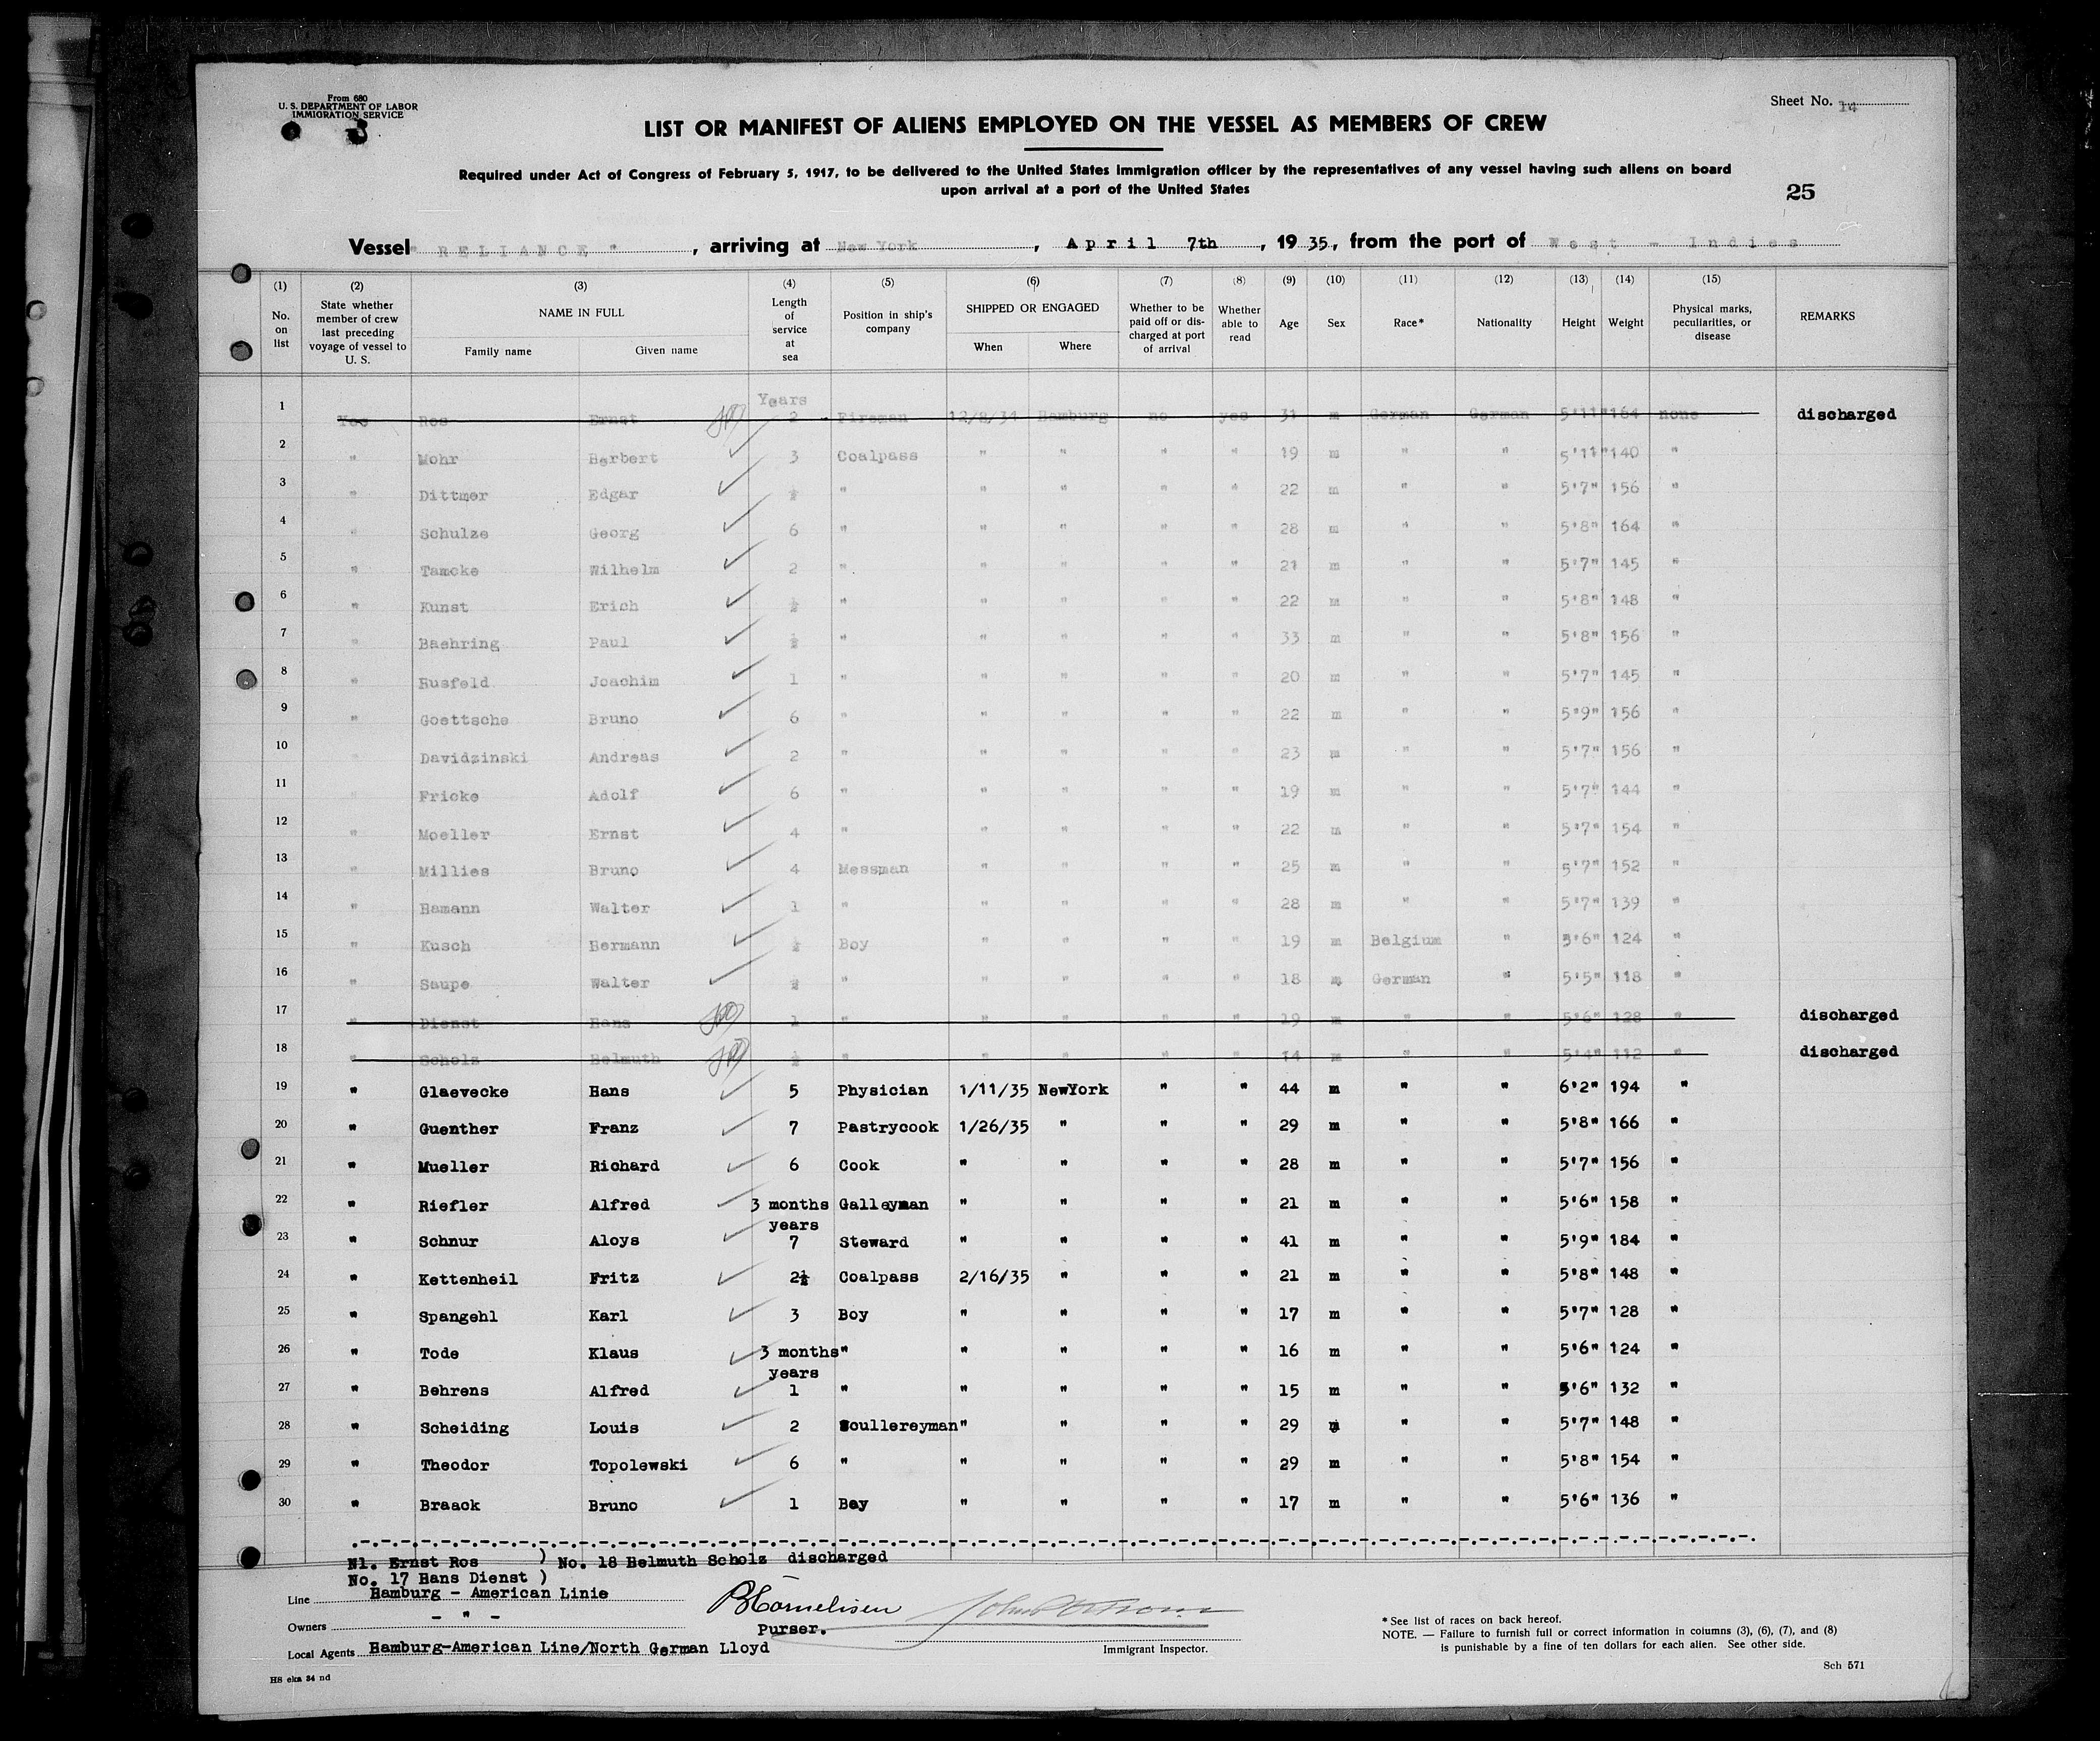 From 680
U. S. DEPARTMENT OF LABOR
IMMIGRATION SERVICE
Sheet No. 14
LIST OR MANIFEST OF ALIENS EMPLOYED ON THE VESSEL AS MEMBERS OF CREW
Required under Act of Congress of February 5, 1917, to be delivered to the United States immigration officer by the representatives of any vessel having such aliens on board
upon arrival at a port of the United States
25
Vessel " RELIANCE ", arriving at New York, April 7th, 1935, from the port of West - Indies
(1) No. on list (2) State whether member of crew last preceding voyage of vessel to U. S. (3) NAME IN FULL Family name Given name (4) Length of service at sea (5) Position in ship's company (6) SHIPPED OR ENGAGED When Where (7) Whether to be paid off or discharged at port of arrival (8) Whether able to read (9) Age (10) Sex (11) Race* (12) Nationality (13) Height (14) Weight (15) Physical marks, peculiarities, or disease REMARKS
Years
1 Yes Ros Ernst 2 Fireman 12/8/34 Hamburg no yes 31 m German German 5'11" 164 none discharged
2 " Mohr Herbert 3 Coalpass " " " " 19 m " " 5'11" 140 "
3 " Dittmer Edgar ½ " " " " " 22 m " " 5'7" 156 "
4 " Schulze Georg 6 " " " " " 28 m " " 5'8" 164 "
5 " Tamcke Wilhelm 2 " " " " " 21 m " " 5'7" 145 "
6 " Kunst Erich ½ " " " " " 22 m " " 5'8" 148 "
7 " Baehring Paul ½ " " " " " 33 m " " 5'8" 156 "
8 " Husfeld Joachim 1 " " " " " 20 m " " 5'7" 145 "
9 " Goettsche Bruno 6 " " " " " 22 m " " 5'9" 156 "
10 " Davidzinski Andreas 2 " " " " " 23 m " " 5'7" 156 "
11 " Fricke Adolf 6 " " " " " 19 m " " 5'7" 144 "
12 " Moeller Ernst 4 " " " " " 22 m " " 5'7" 154 "
13 " Millies Bruno 4 Messman " " " " 25 m " " 5'7" 152 "
14 " Hamann Walter 1 " " " " " 28 m " " 5'7" 139 "
15 " Kusch Hermann ½ Boy " " " " 19 m Belgium " 5'6" 124 "
16 " Saupe Walter ½ " " " " " 18 m German " 5'5" 118 "
17 " Dienst Hans 1 " " " " " 19 m " " 5'6" 128 " discharged
18 " Scholz Helmuth ½ " " " " " 14 m " " 5'4" 112 " discharged
19 " Glaevecke Hans 5 Physician 1/11/35 NewYork " " 44 m " " 6'2" 194 "
20 " Guenther Franz 7 Pastrycook 1/26/35 " " " 29 m " " 5'8" 166 "
21 " Mueller Richard 6 Cook " " " " 28 m " " 5'7" 156 "
22 " Riefler Alfred 3 months Galleyman " " " " 21 m " " 5'6" 158 "
years
23 " Schnur Aloys 7 Steward " " " " 41 m " " 5'9" 184 "
24 " Kettenheil Fritz 2½ Coalpass 2/16/35 " " " 21 m " " 5'8" 148 "
25 " Spangehl Karl 3 Boy " " " " 17 m " " 5'7" 128 "
26 " Tode Klaus 3 months " " " " " 16 m " " 5'6" 124 "
years
27 " Behrens Alfred 1 " " " " " 15 m " " 5'6" 132 "
28 " Scheiding Louis 2 Scullereyman " " " " 29 m " " 5'7" 148 "
29 " Theodor Topolewski 6 " " " " " 29 m " " 5'8" 154 "
30 " Braack Bruno 1 Boy " " " " 17 m " " 5'6" 136 "
N1. Ernst Ros ) No. 18 Helmuth Scholz discharged
No. 17 Hans Dienst )
Line Hamburg - American Linie
Owners - " -
Local Agents Hamburg-American Line/North German Lloyd
Cornelisen
Purser.
Immigrant Inspector.
* See list of races on back hereof.
NOTE. — Failure to furnish full or correct information in columns (3), (6), (7), and (8)
is punishable by a fine of ten dollars for each alien. See other side.
H8 eka 34 nd
Sch 571